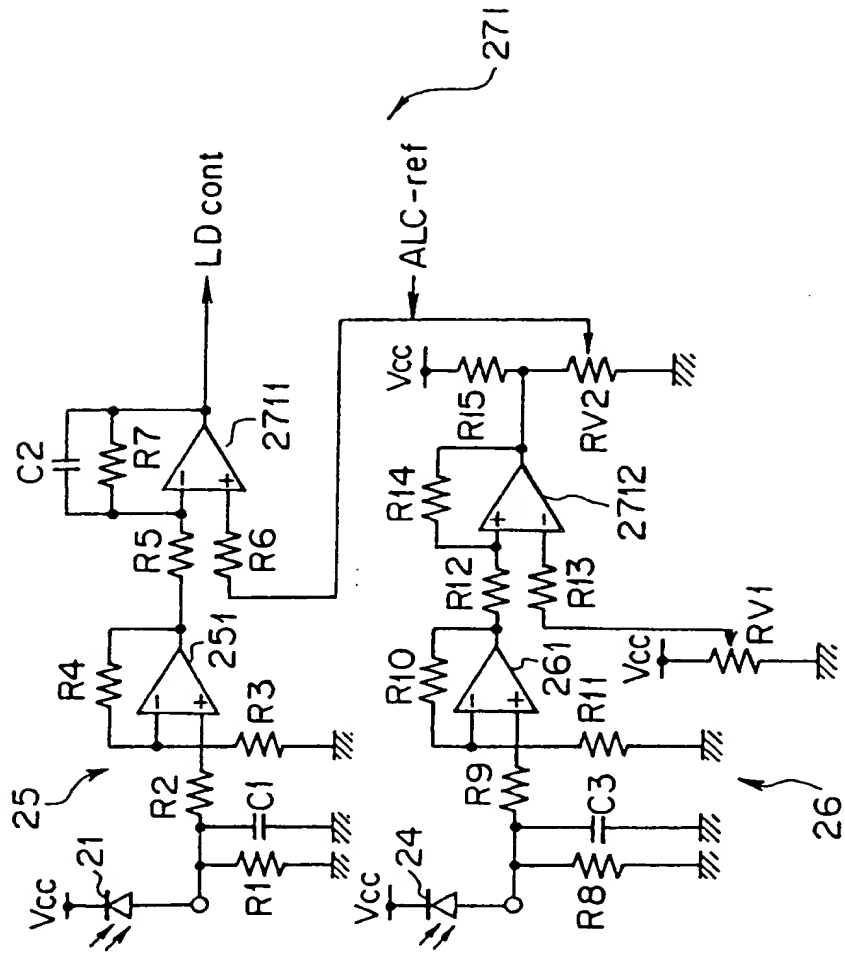 Vcc
21
25
R1
C1
R2
R3
R4
251
R5
R6
C2
R7
2711
LD cont
ALC-ref
271
Vcc
24
R8
C3
R9
R10
R11
261
R12
R13
R14
2712
Vcc
R15
RV2
Vcc
RV1
26